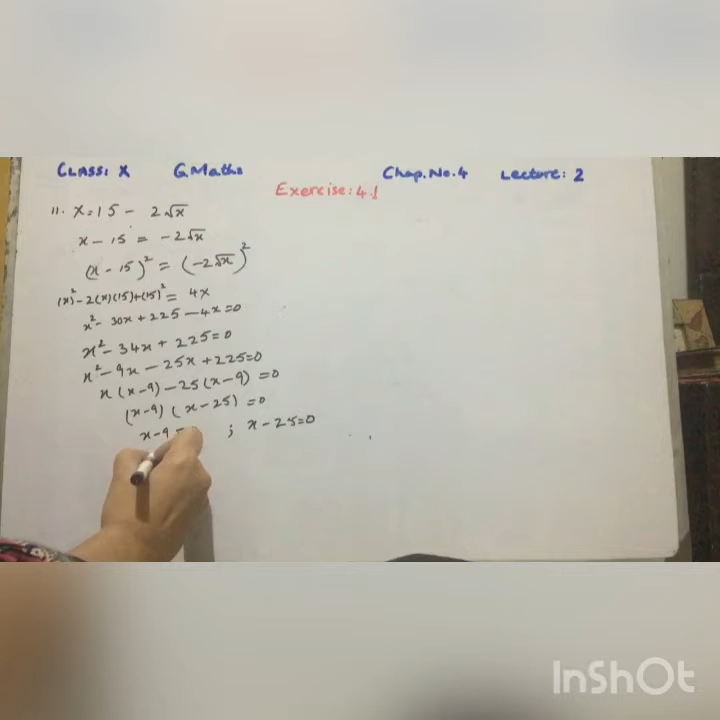 CLASS: X G.Maths Chap.No.4 Lecture: 2
Exercise: 4.1
11. x=15 - 2√x
x - 15 = -2√x
(x - 15)² = (-2√x)²
(x)² - 2(x)(15)+(15)² = 4x
x² - 30x + 225 - 4x = 0
x² - 34x + 225 = 0
x² - 9x - 25x + 225 = 0
x(x-9) - 25(x-9) = 0
(x-9)(x-25) = 0
x-9 = ; x-25=0
InShOt